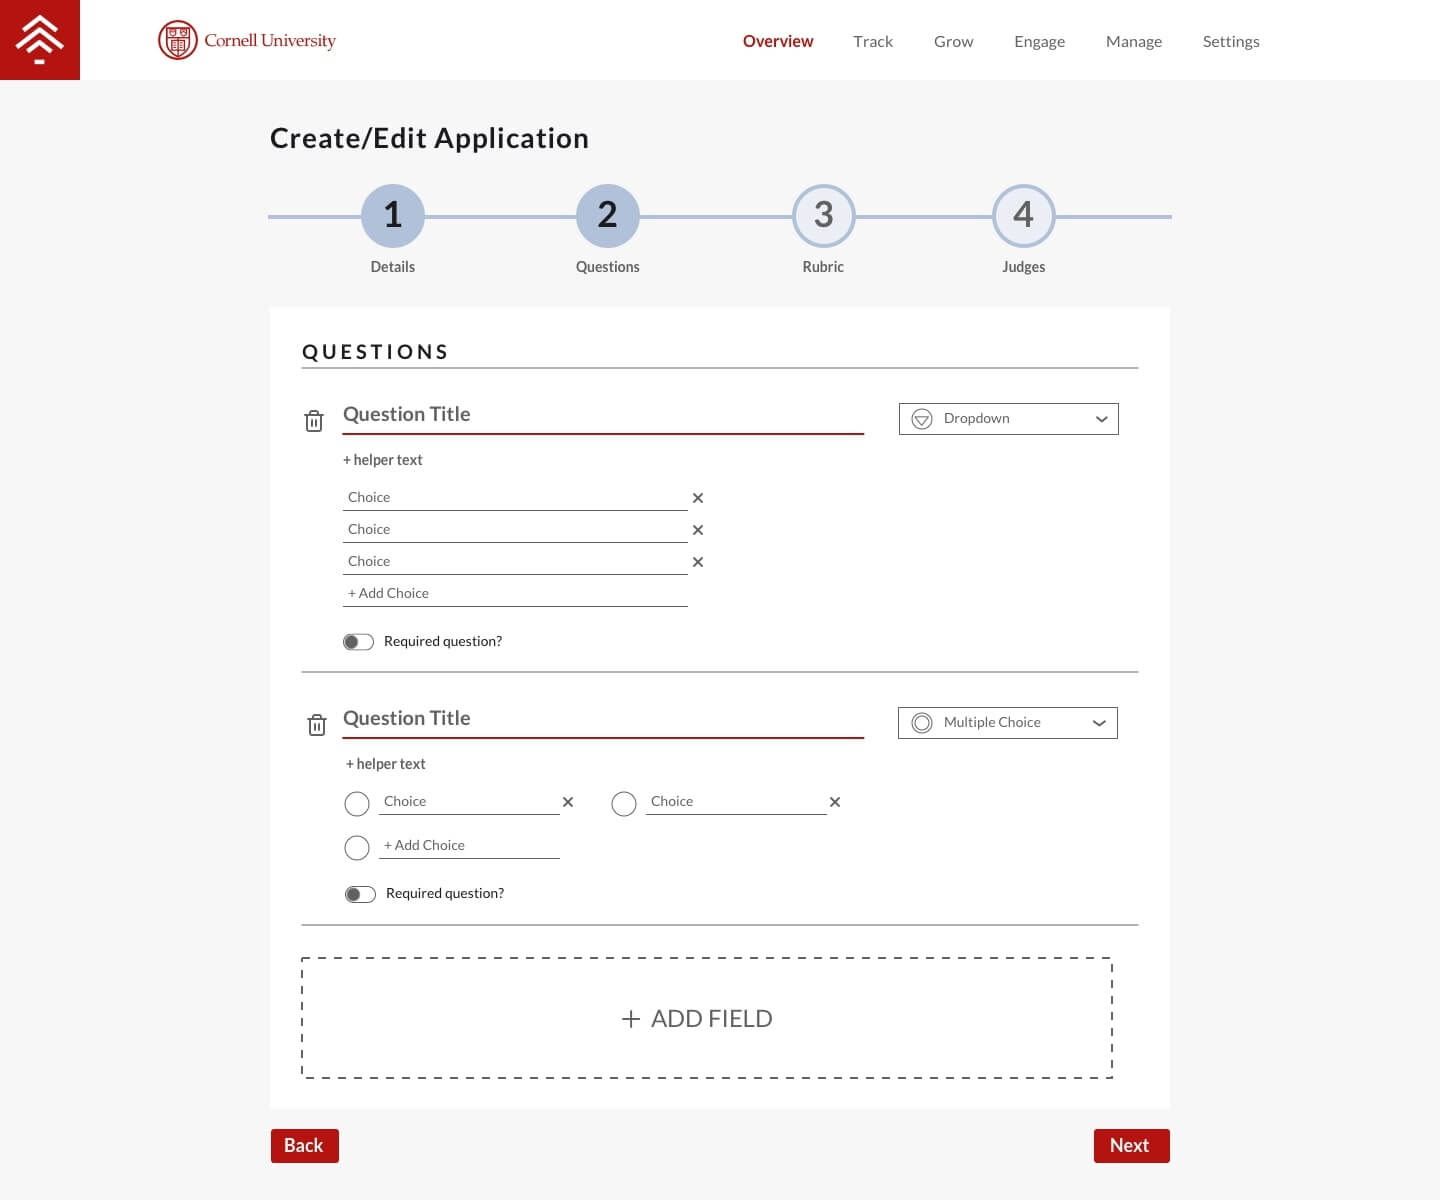 Cornell University
Overview Track Grow Engage Manage Settings
Create/Edit Application
1 2 3 4
Details Questions Rubric Judges
QUESTIONS
Question Title Dropdown
+ helper text
Choice
Choice
Choice
+ Add Choice
Required question?
Question Title Multiple Choice
+ helper text
Choice Choice
+ Add Choice
Required question?
+ ADD FIELD
Back Next